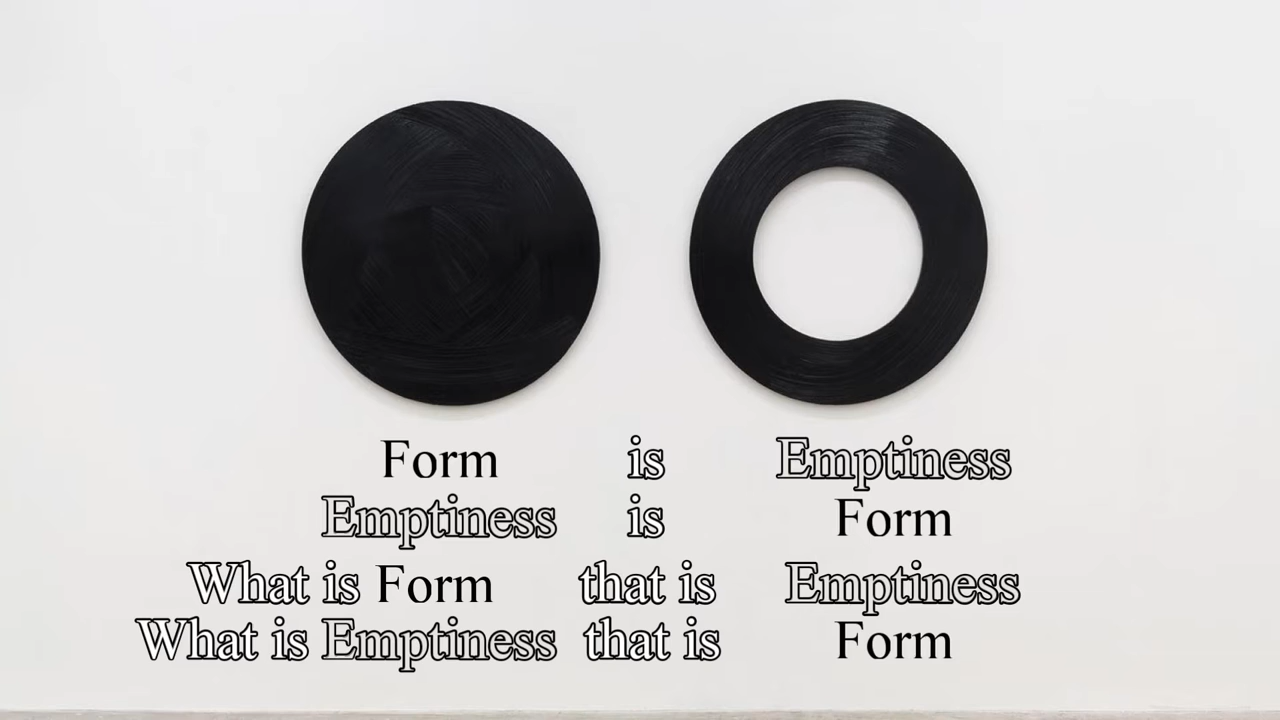 Form is Emptiness
Emptiness is Form
What is Form that is Emptiness
What is Emptiness that is Form